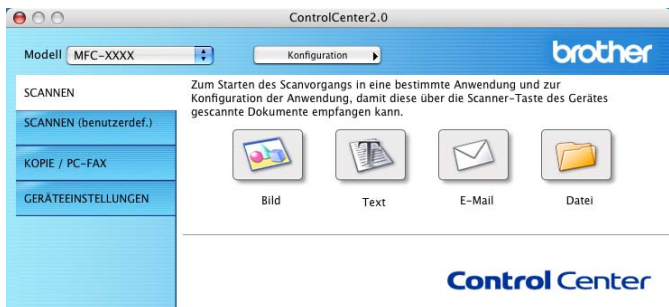 ControlCenter2.0
Modell MFC-XXXX Konfiguration brother
SCANNEN
SCANNEN (benutzerdef.)
KOPIE / PC-FAX
GERÄTEEINSTELLUNGEN
Zum Starten des Scanvorgangs in eine bestimmte Anwendung und zur
Konfiguration der Anwendung, damit diese über die Scanner-Taste des Gerätes
gescannte Dokumente empfangen kann.
Bild Text E-Mail Datei
Control Center